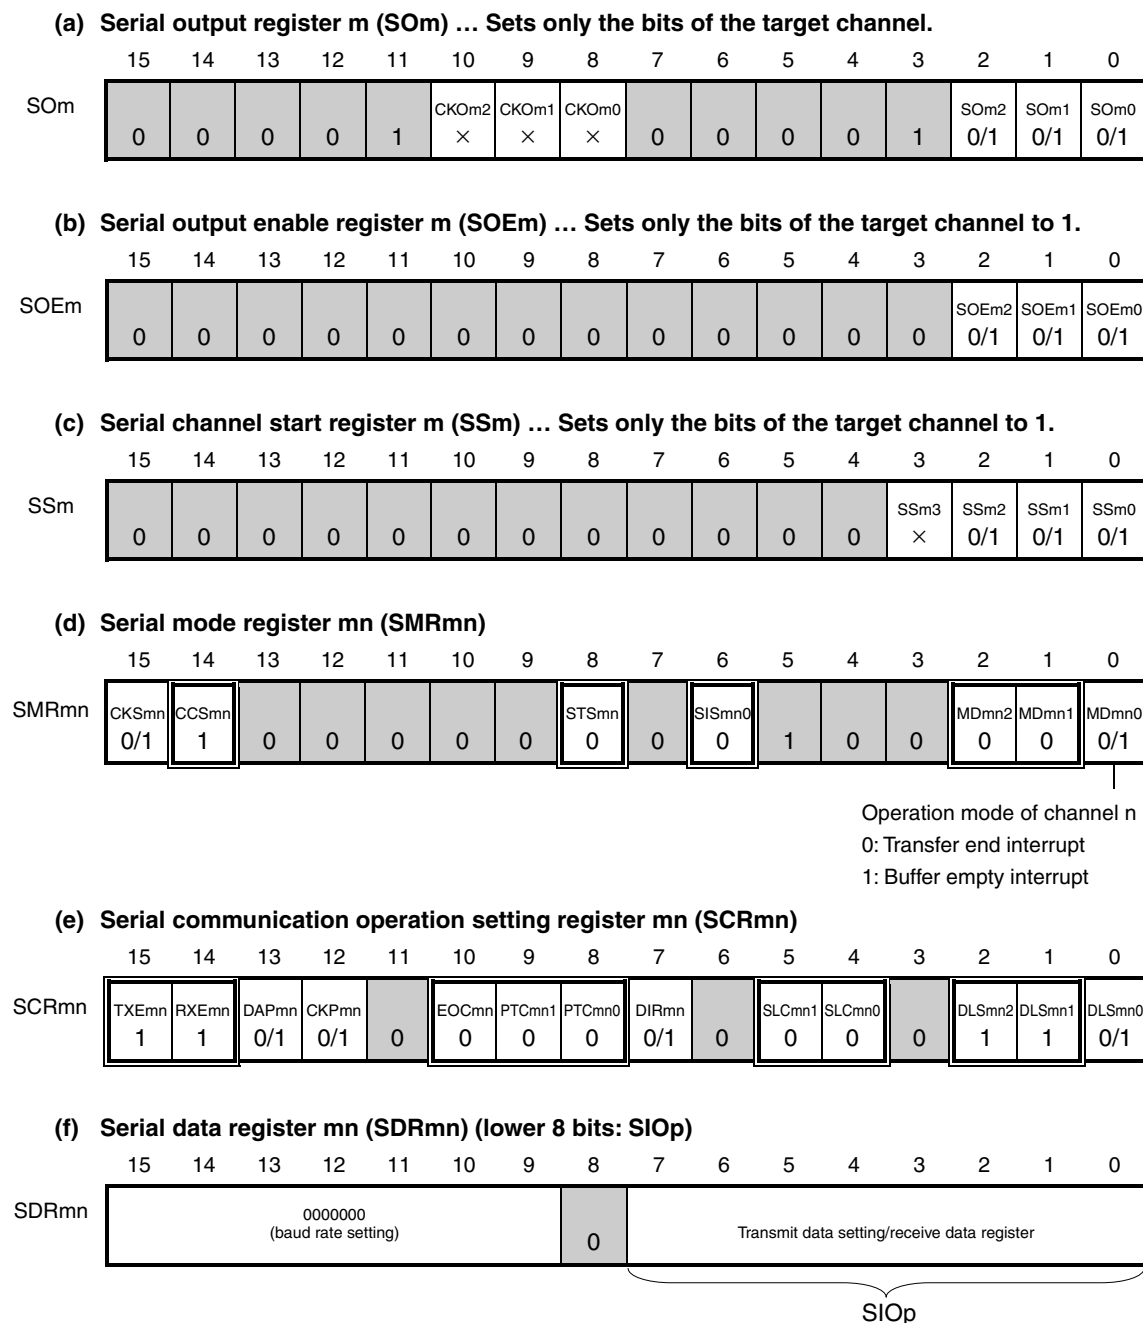 (a) Serial output register m (SOm) … Sets only the bits of the target channel.
15 14 13 12 11 10 9 8 7 6 5 4 3 2 1 0
SOm
CKOm2 CKOm1 CKOm0 SOm2 SOm1 SOm0
0 0 0 0 1 × × × 0 0 0 0 1 0/1 0/1 0/1
(b) Serial output enable register m (SOEm) … Sets only the bits of the target channel to 1.
15 14 13 12 11 10 9 8 7 6 5 4 3 2 1 0
SOEm
SOEm2 SOEm1 SOEm0
0 0 0 0 0 0 0 0 0 0 0 0 0 0/1 0/1 0/1
(c) Serial channel start register m (SSm) … Sets only the bits of the target channel to 1.
15 14 13 12 11 10 9 8 7 6 5 4 3 2 1 0
SSm
SSm3 SSm2 SSm1 SSm0
0 0 0 0 0 0 0 0 0 0 0 0 × 0/1 0/1 0/1
(d) Serial mode register mn (SMRmn)
15 14 13 12 11 10 9 8 7 6 5 4 3 2 1 0
SMRmn
CKSmn CCSmn STSmn SISmn0 MDmn2 MDmn1 MDmn0
0/1 1 0 0 0 0 0 0 0 0 1 0 0 0 0 0/1
Operation mode of channel n
0: Transfer end interrupt
1: Buffer empty interrupt
(e) Serial communication operation setting register mn (SCRmn)
15 14 13 12 11 10 9 8 7 6 5 4 3 2 1 0
SCRmn
TXEmn RXEmn DAPmn CKPmn EOCmn PTCmn1 PTCmn0 DIRmn SLCmn1 SLCmn0 DLSmn2 DLSmn1 DLSmn0
1 1 0/1 0/1 0 0 0 0 0/1 0 0 0 0 1 1 0/1
(f) Serial data register mn (SDRmn) (lower 8 bits: SIOp)
15 14 13 12 11 10 9 8 7 6 5 4 3 2 1 0
SDRmn
0000000
(baud rate setting)
0
Transmit data setting/receive data register
SIOp